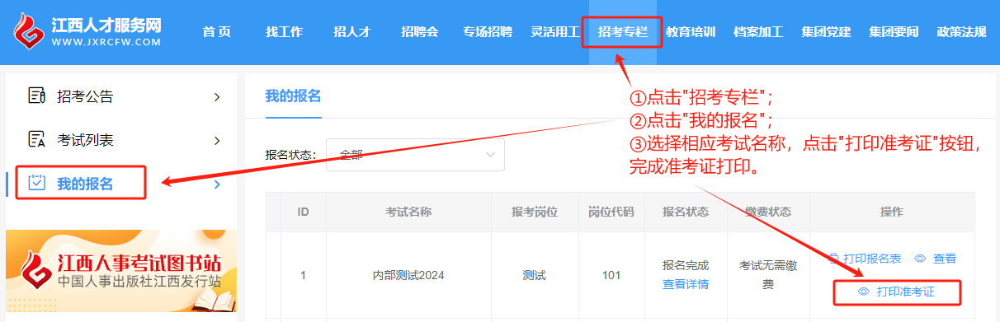 江西人才服务网
WWW.JXRCFW.COM
首 页 找工作 招人才 招聘会 专场招聘 灵活用工 招考专栏 教育培训 档案加工 集团党建 集团要闻 政策法规
招考公告
考试列表
我的报名
江西人事考试图书站
中国人事出版社江西发行站
我的报名
①点击"招考专栏"；
②点击"我的报名"；
③选择相应考试名称，点击"打印准考证"按钮，
完成准考证打印。
报名状态： 全部
ID 考试名称 报考岗位 岗位代码 报名状态 缴费状态 操作
1 内部测试2024 测试 101 报名完成 考试无需缴 打印报名表 查看
查看详情 费 打印准考证